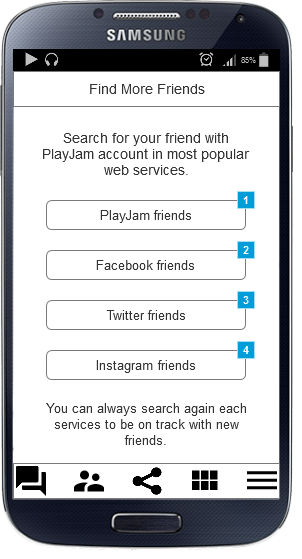 SAMSUNG
85%
Find More Friends
Search for your friend with
PlayJam account in most popular
web services.
1
PlayJam friends
2
Facebook friends
3
Twitter friends
4
Instagram friends
You can always search again each
services to be on track with new
friends.